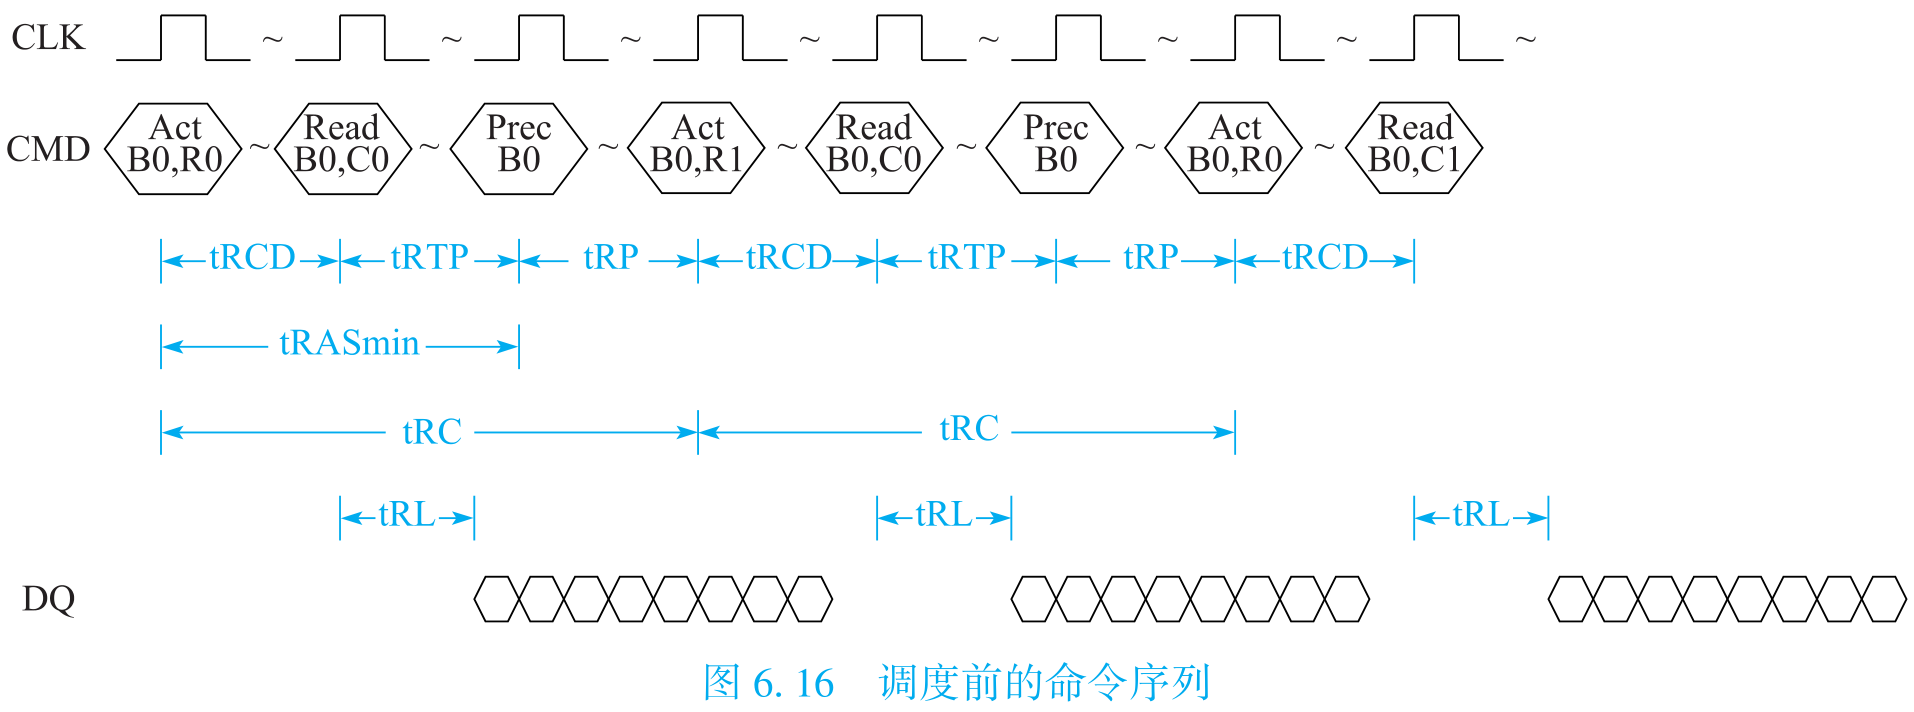 CLK ~ ~ ~ ~ ~ ~ ~ ~
CMD Act B0,R0 ~ Read B0,C0 ~ Prec B0 ~ Act B0,R1 ~ Read B0,C0 ~ Prec B0 ~ Act B0,R0 ~ Read B0,C1
tRCD tRTP tRP tRCD tRTP tRP tRCD
tRASmin
tRC tRC
tRL tRL tRL
DQ
图 6.16 调度前的命令序列